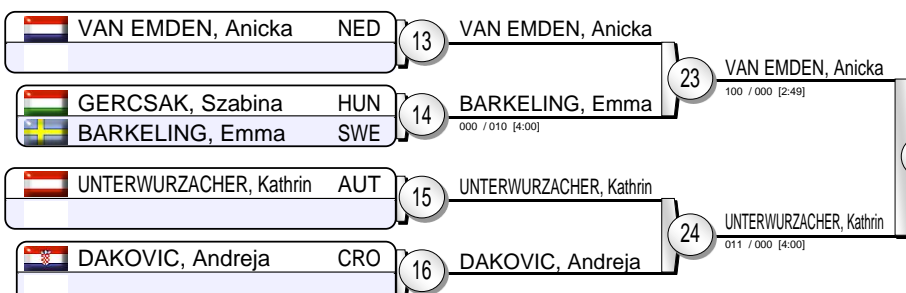 VAN EMDEN, Anicka NED
13
VAN EMDEN, Anicka
GERCSAK, Szabina HUN
BARKELING, Emma SWE
14
BARKELING, Emma
000 / 010 [4:00]
23
VAN EMDEN, Anicka
100 / 000 [2:49]
UNTERWURZACHER, Kathrin AUT
15
UNTERWURZACHER, Kathrin
DAKOVIC, Andreja CRO
16
DAKOVIC, Andreja
24
UNTERWURZACHER, Kathrin
011 / 000 [4:00]